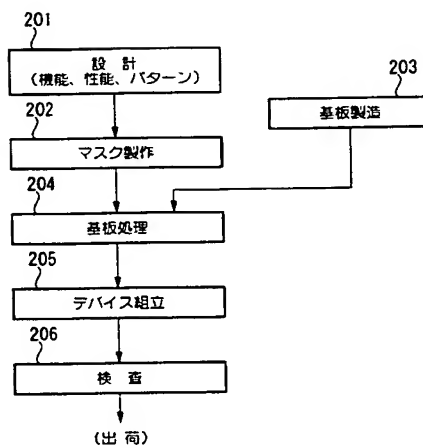 201
設 計
(機能、性能、パターン)
202
マスク製作
203
基板製造
204
基板処理
205
デバイス組立
206
検 査
(出 荷)